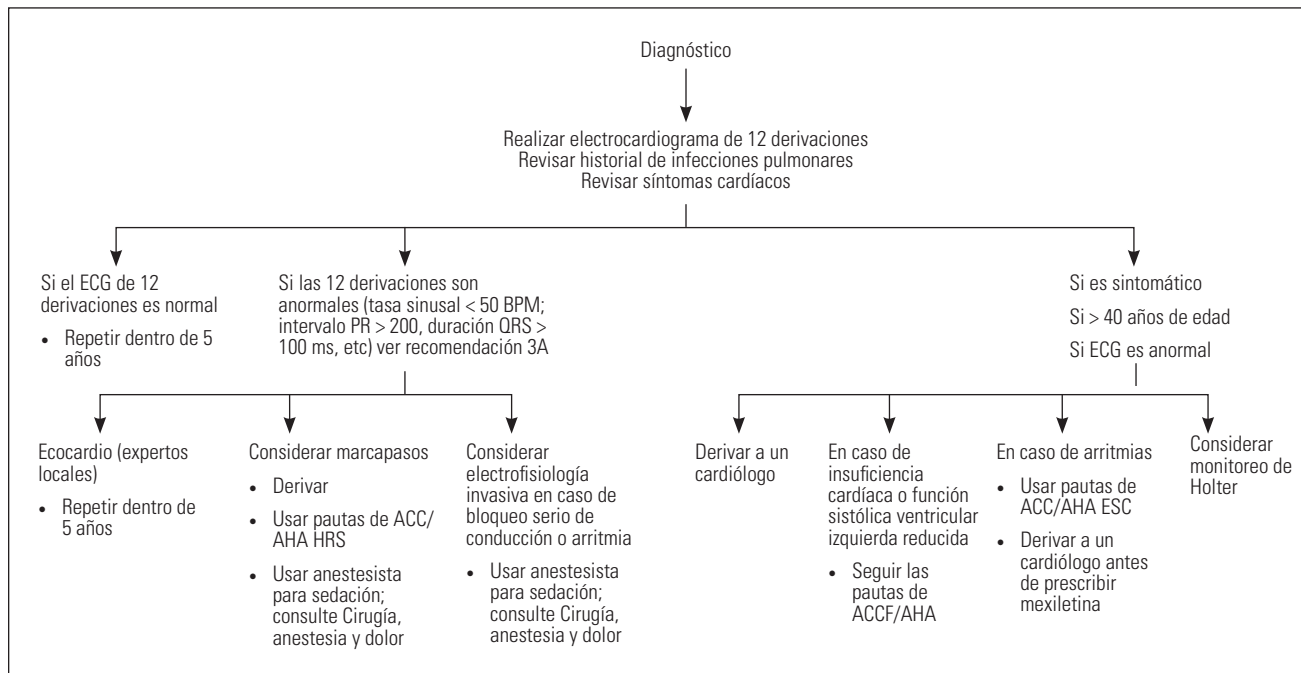 Diagnóstico
Realizar electrocardiograma de 12 derivaciones
Revisar historial de infecciones pulmonares
Revisar síntomas cardíacos
Si el ECG de 12
derivaciones es normal
• Repetir dentro de 5
años
Si las 12 derivaciones son
anormales (tasa sinusal < 50 BPM;
intervalo PR > 200, duración QRS >
100 ms, etc) ver recomendación 3A
Si es sintomático
Si > 40 años de edad
Si ECG es anormal
Ecocardio (expertos
locales)
• Repetir dentro de
5 años
Considerar marcapasos
• Derivar
• Usar pautas de ACC/
AHA HRS
• Usar anestesista
para sedación;
consulte Cirugía,
anestesia y dolor
Considerar
electrofisiología
invasiva en caso de
bloqueo serio de
conducción o arritmia
• Usar anestesista
para sedación;
consulte Cirugía,
anestesia y dolor
Derivar a un
cardiólogo
En caso de
insuficiencia
cardíaca o función
sistólica ventricular
izquierda reducida
• Seguir las
pautas de
ACCF/AHA
En caso de arritmias
• Usar pautas de
ACC/AHA ESC
• Derivar a un
cardiólogo antes
de prescribir
mexiletina
Considerar
monitoreo de
Holter